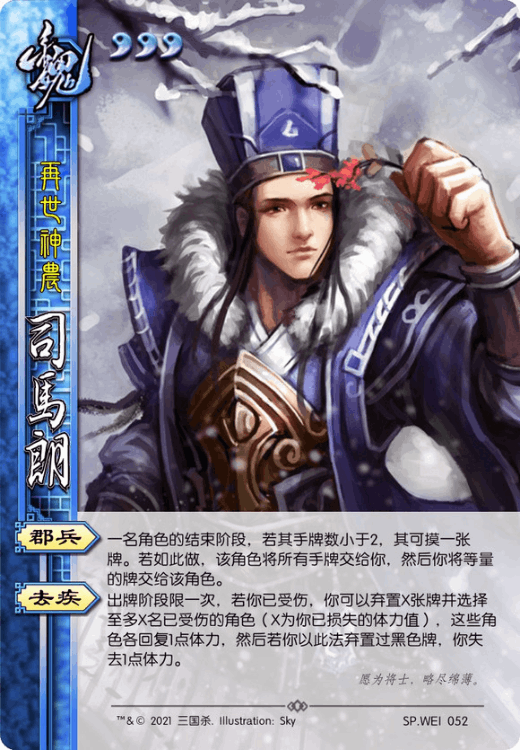 魏
再世神農
司馬朗
郡兵
一名角色的结束阶段，若其手牌数小于2，其可摸一张
牌。若如此做，该角色将所有手牌交给你，然后你将等量
的牌交给该角色。
去疾
出牌阶段限一次，若你已受伤，你可以弃置X张牌并选择
至多X名已受伤的角色（X为你已损失的体力值），这些角
色各回复1点体力，然后若你以此法弃置过黑色牌，你失
去1点体力。
愿为将士，略尽绵薄。
™&© 2021 三国杀. Illustration: Sky
SP.WEI 052